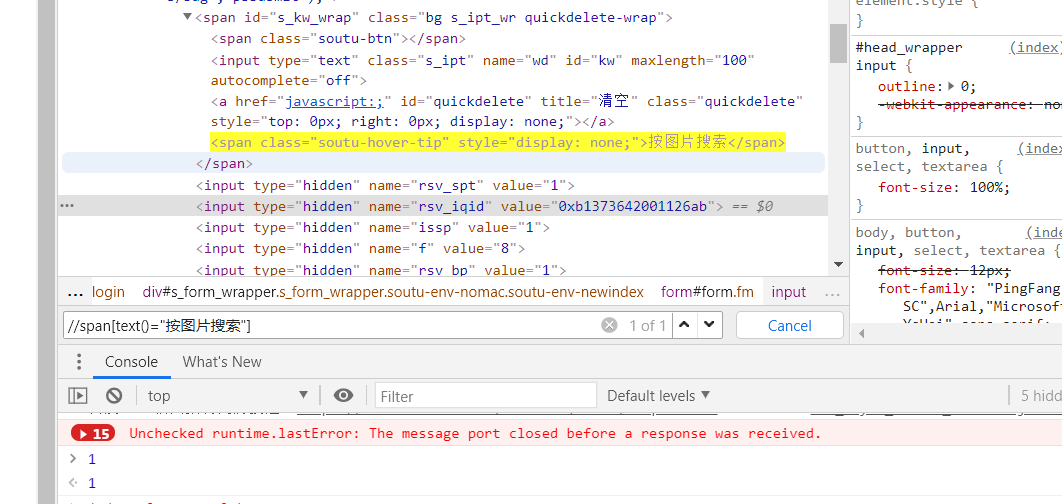 ▼<span id="s_kw_wrap" class="bg s_ipt_wr quickdelete-wrap">
<span class="soutu-btn"></span>
<input type="text" class="s_ipt" name="wd" id="kw" maxlength="100"
autocomplete="off">
<a href="javascript:;" id="quickdelete" title="清空" class="quickdelete"
style="top: 0px; right: 0px; display: none;"></a>
<span class="soutu-hover-tip" style="display: none;">按图片搜索</span>
</span>
<input type="hidden" name="rsv_spt" value="1">
... <input type="hidden" name="rsv_iqid" value="0xb1373642001126ab"> == $0
<input type="hidden" name="issp" value="1">
<input type="hidden" name="f" value="8">
<input type="hidden" name="rsv_bp" value="1">
... login div#s_form_wrapper.s_form_wrapper.soutu-env-nomac.soutu-env-newindex form#form.fm input ...
//span[text()="按图片搜索"] 1 of 1 Cancel
element.style {
}
#head_wrapper (index)
input {
outline: 0;
-webkit-appearance: no
}
button, input, (index
select, textarea {
font-size: 100%;
}
body, button, (inde
input, select, textarea {
font-size: 12px;
font-family: "PingFang
SC",Arial,"Microsoft
Console What's New
top Filter Default levels ▼ 5 hidd
15 Unchecked runtime.lastError: The message port closed before a response was received.
> 1
1